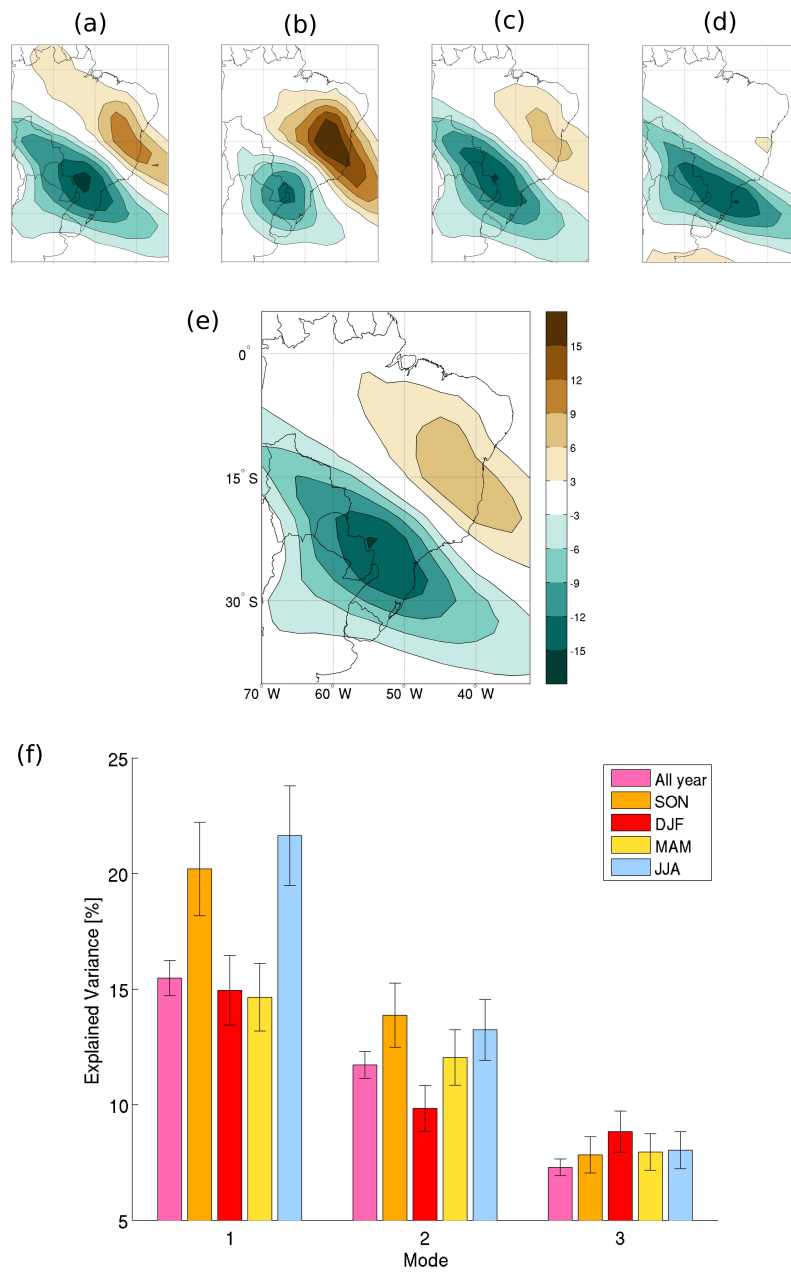 (a)
(b)
(c)
(d)
(e)
0°
15° S
30° S
70° W
60° W
50° W
40° W
15
12
9
6
3
-3
-6
-9
-12
-15
(f)
25
20
15
10
5
Explained Variance [%]
All year
SON
DJF
MAM
JJA
1
2
3
Mode